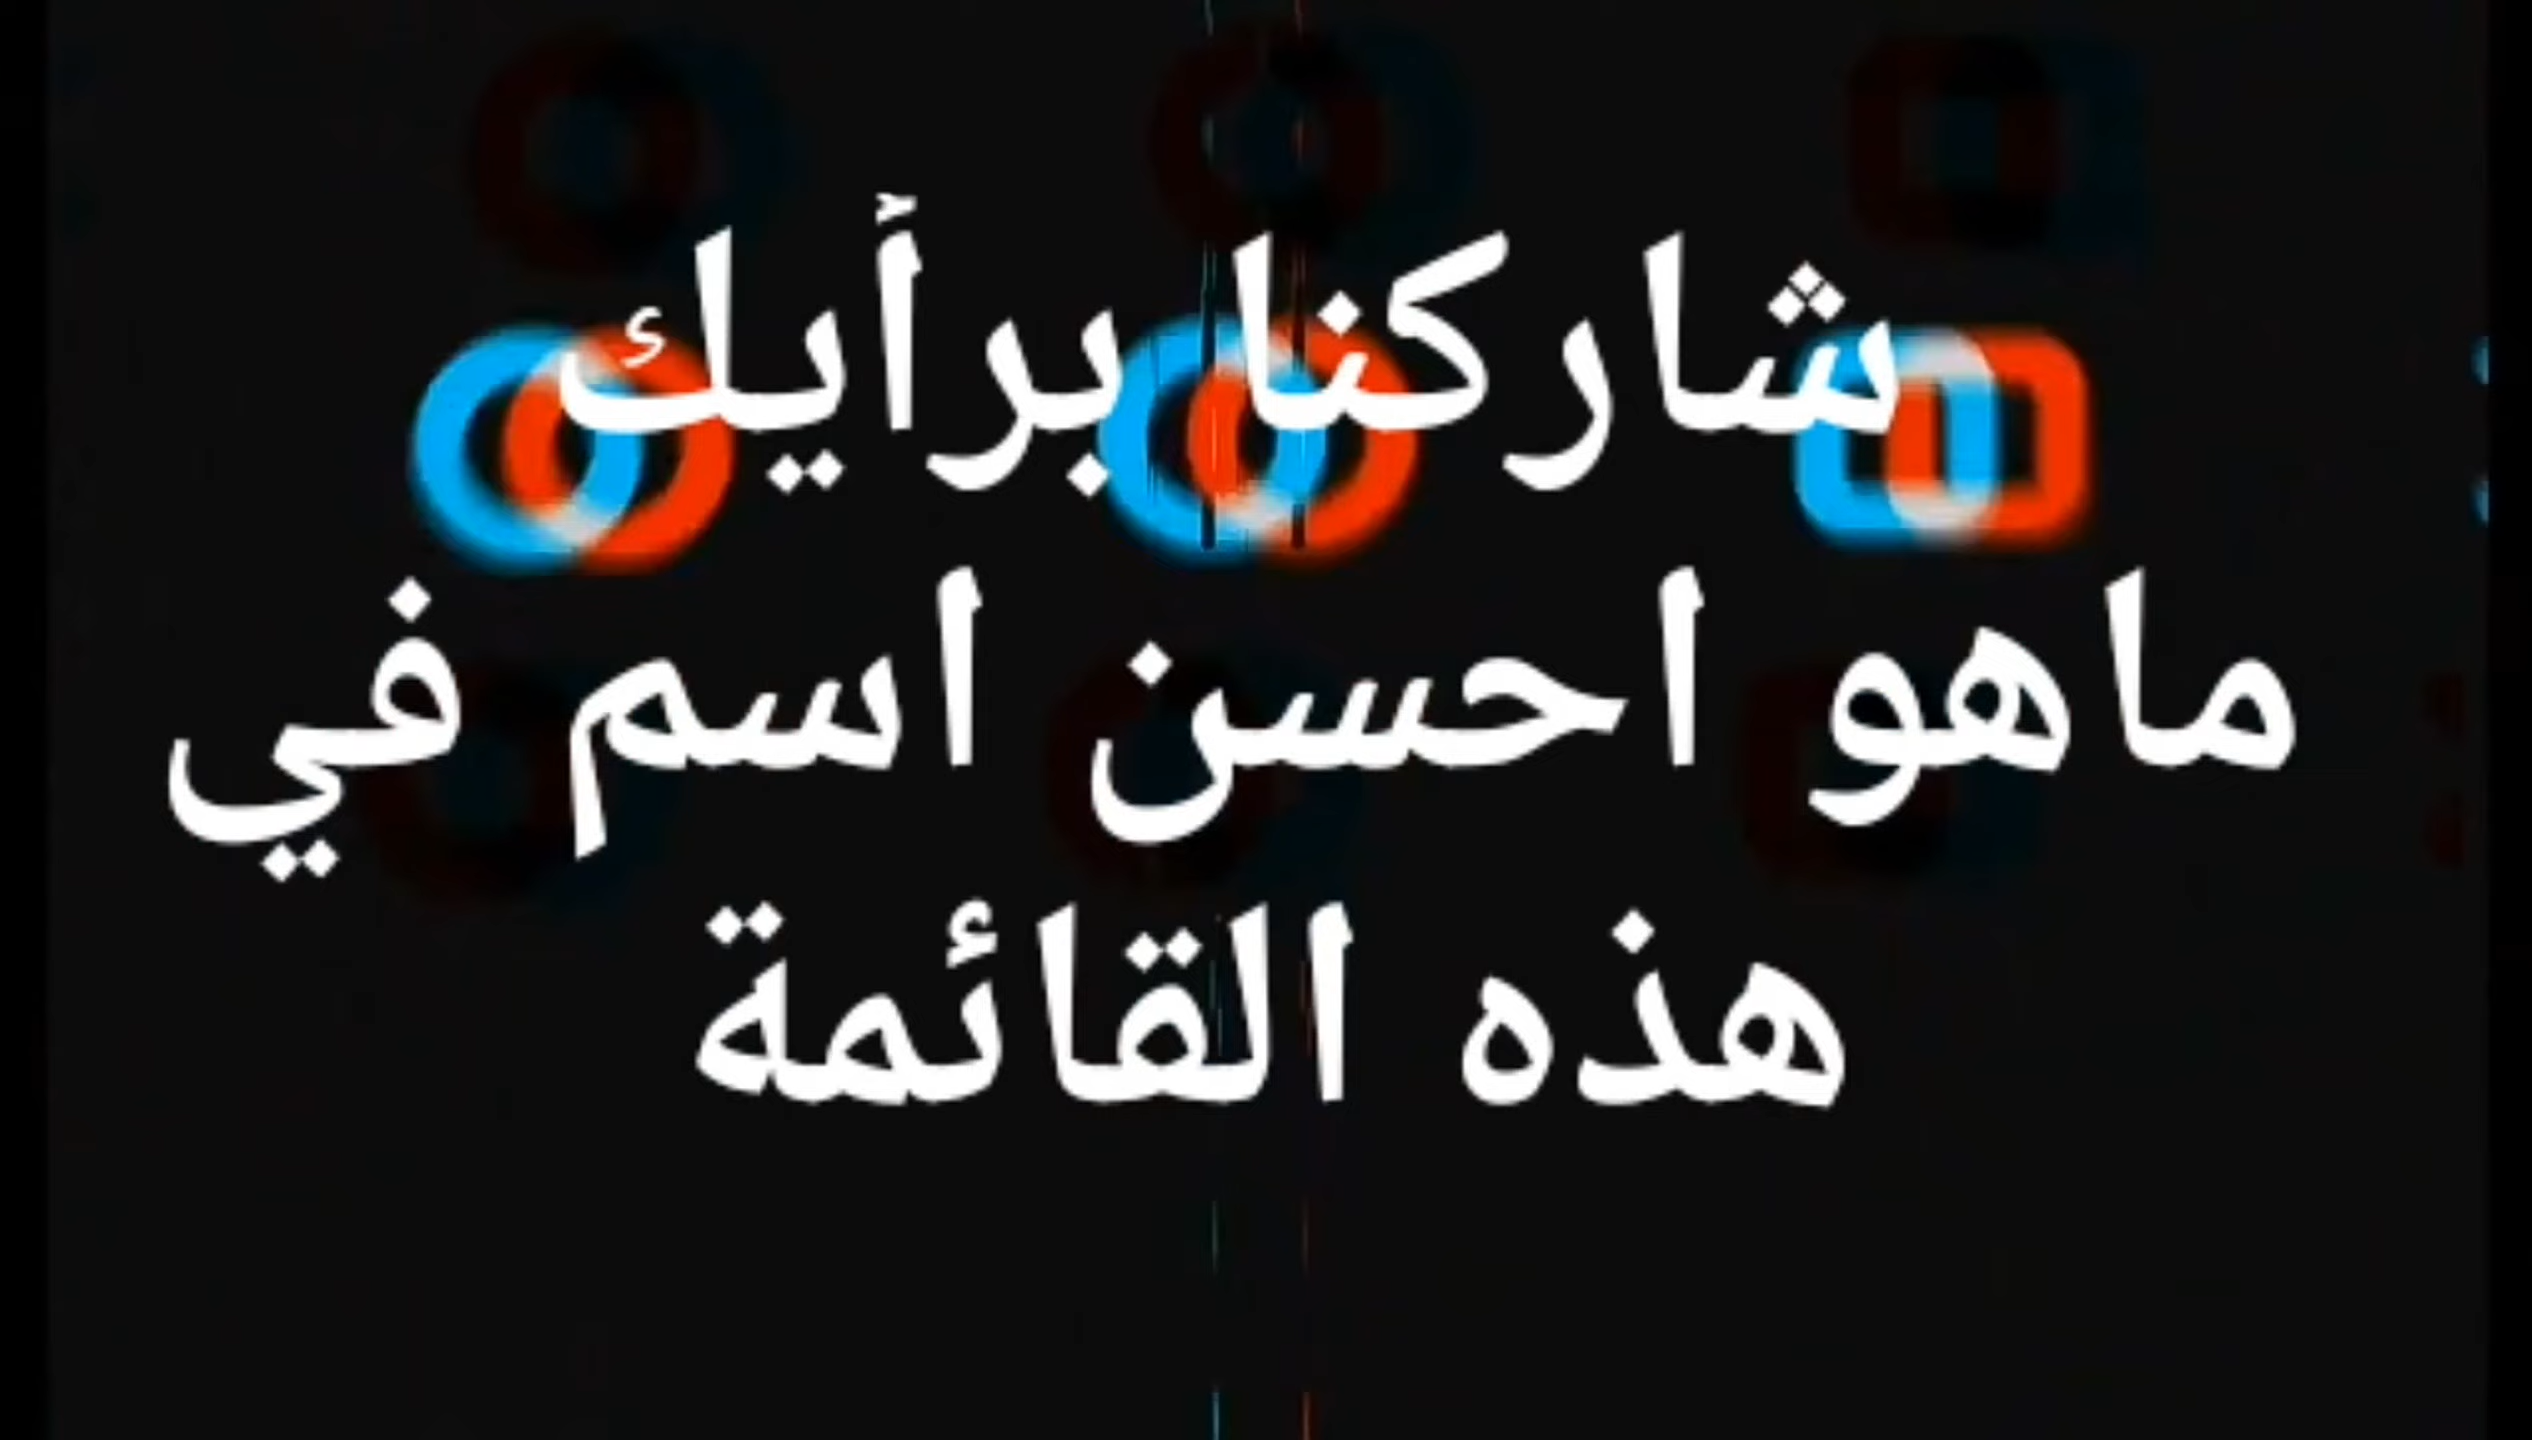 شاركنا برأيك
ماهو احسن اسم في
هذه القائمة